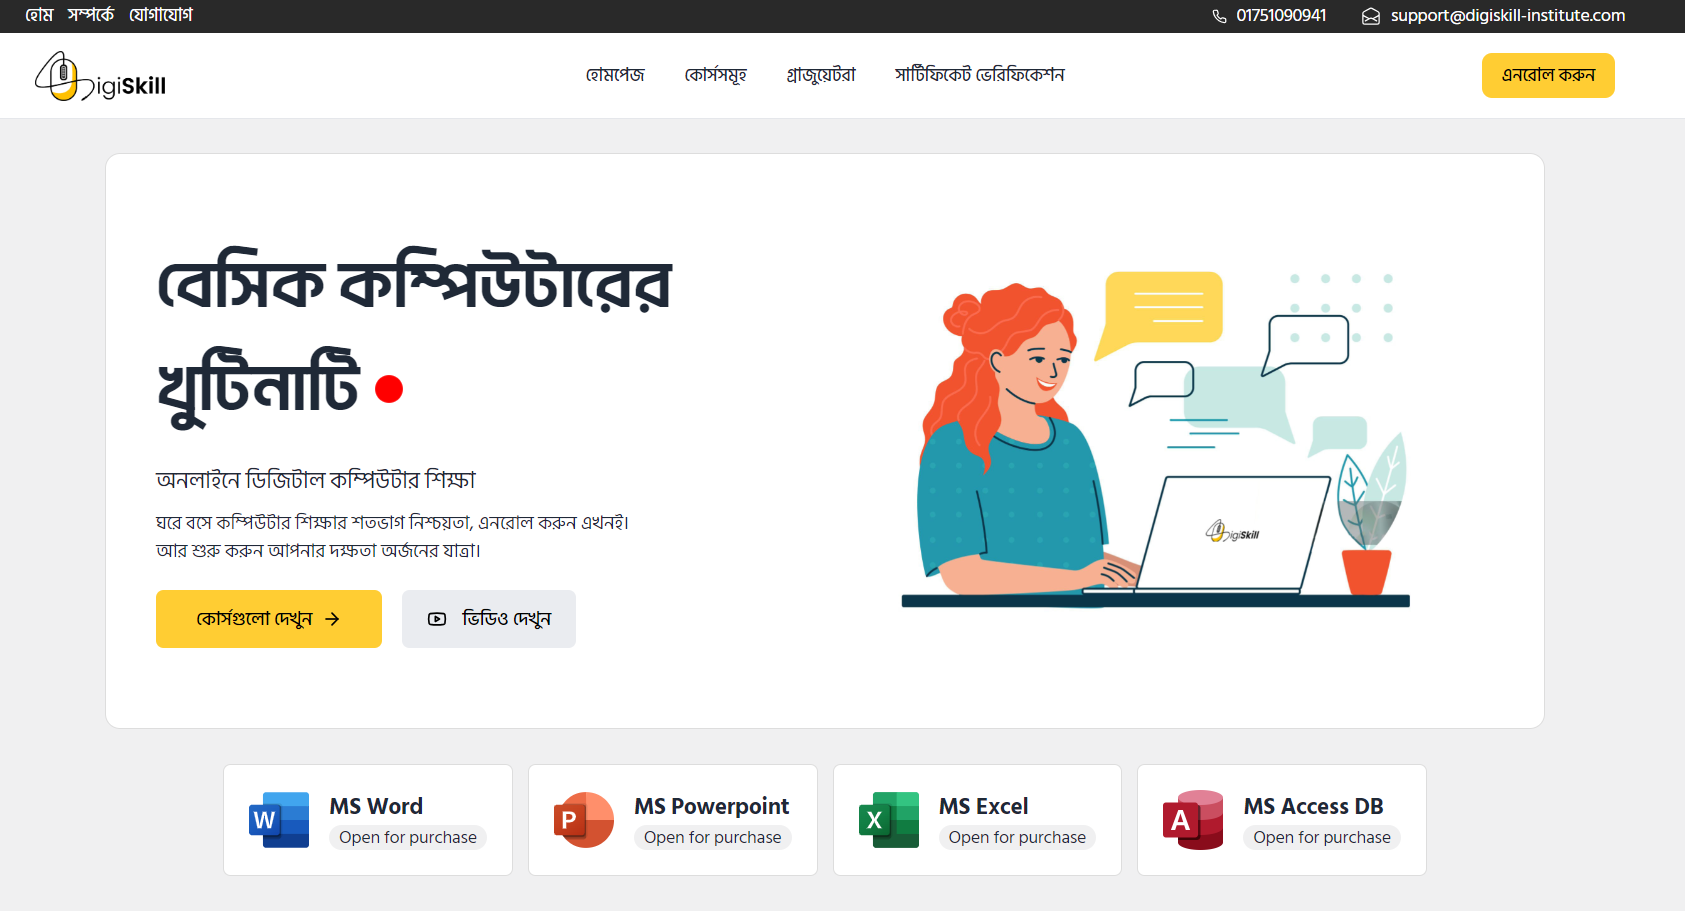 হোম সম্পর্কে যোগাযোগ
01751090941 support@digiskill-institute.com
DigiSkill
হোমপেজ কোর্সসমূহ গ্রাজুয়েটরা সার্টিফিকেট ভেরিফিকেশন
এনরোল করুন
বেসিক কম্পিউটারের
খুটিনাটি
অনলাইনে ডিজিটাল কম্পিউটার শিক্ষা
ঘরে বসে কম্পিউটার শিক্ষার শতভাগ নিশ্চয়তা, এনরোল করুন এখনই।
আর শুরু করুন আপনার দক্ষতা অর্জনের যাত্রা।
কোর্সগুলো দেখুন → ভিডিও দেখুন
DigiSkill
W MS Word
Open for purchase
P MS Powerpoint
Open for purchase
X MS Excel
Open for purchase
A MS Access DB
Open for purchase